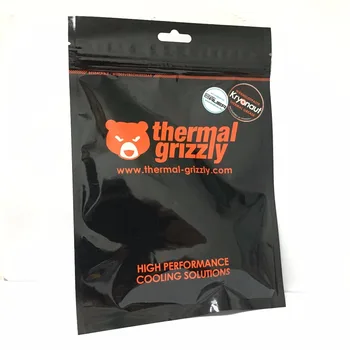 Kryonaut
thermal
grizzly
www.thermal-grizzly.com
HIGH PERFORMANCE
COOLING SOLUTIONS